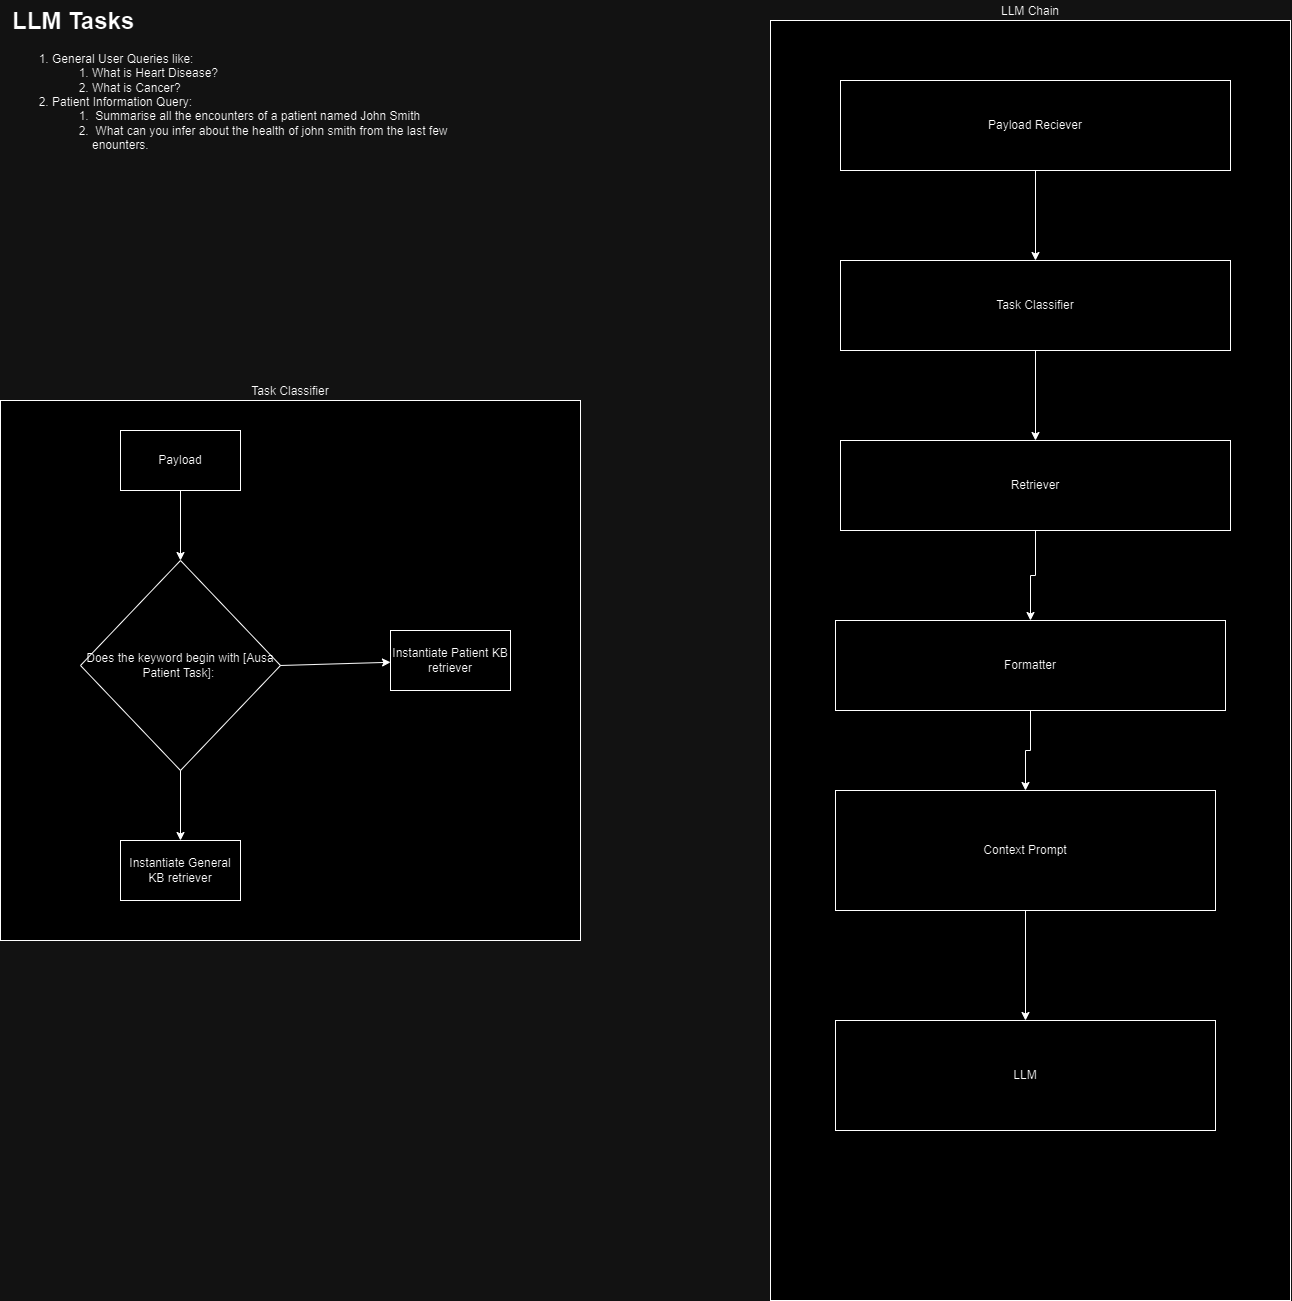 LLM Tasks
1. General User Queries like:
1. What is Heart Disease?
2. What is Cancer?
2. Patient Information Query:
1. Summarise all the encounters of a patient named John Smith
2. What can you infer about the health of john smith from the last few
enounters.
Task Classifier
Payload
Does the keyword begin with [Ausa
Patient Task]:
Instantiate Patient KB
retriever
Instantiate General
KB retriever
LLM Chain
Payload Reciever
Task Classifier
Retriever
Formatter
Context Prompt
LLM